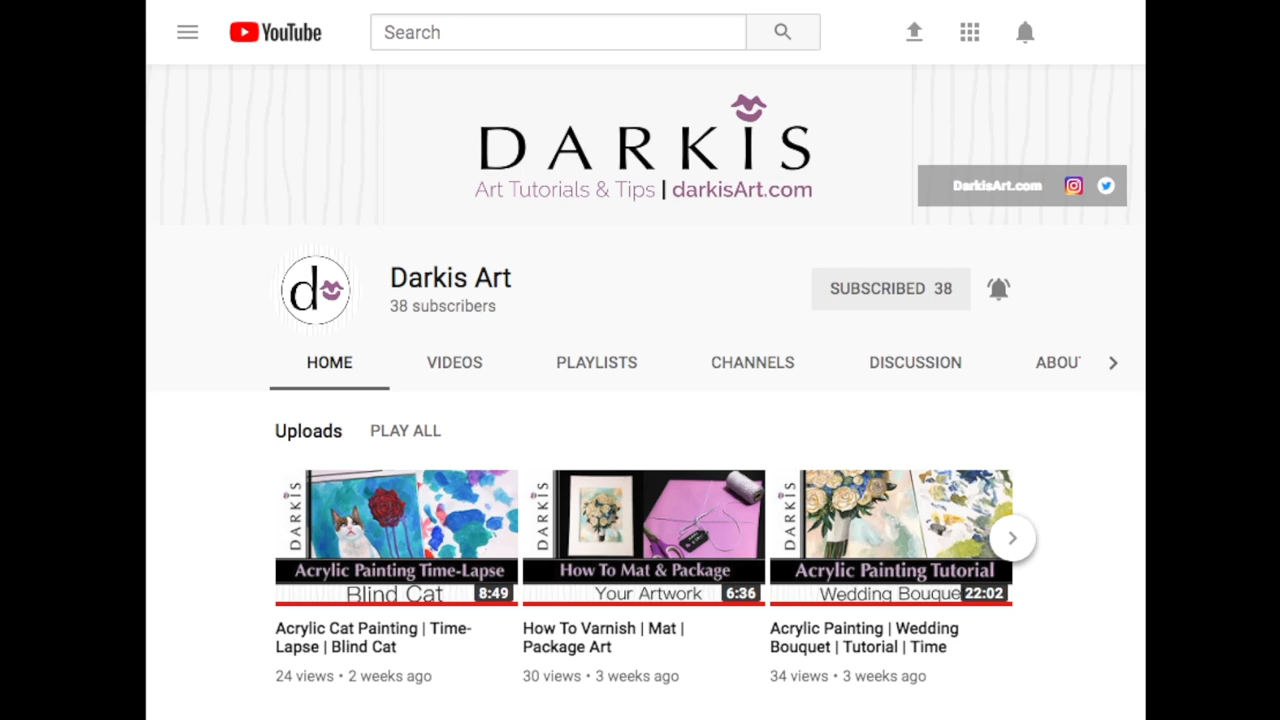 YouTube
Search
DARKIS
Art Tutorials & Tips | darkisArt.com
DarkisArt.com
d
Darkis Art
38 subscribers
SUBSCRIBED 38
HOME VIDEOS PLAYLISTS CHANNELS DISCUSSION ABOU
Uploads PLAY ALL
DARKIS
Acrylic Painting Time-Lapse
Blind Cat
8:49
DARKIS
How To Mat & Package
Your Artwork
6:36
DARKIS
Acrylic Painting Tutorial
Wedding Bouque
22:02
Acrylic Cat Painting | Time-
Lapse | Blind Cat
24 views • 2 weeks ago
How To Varnish | Mat |
Package Art
30 views • 3 weeks ago
Acrylic Painting | Wedding
Bouquet | Tutorial | Time
34 views • 3 weeks ago